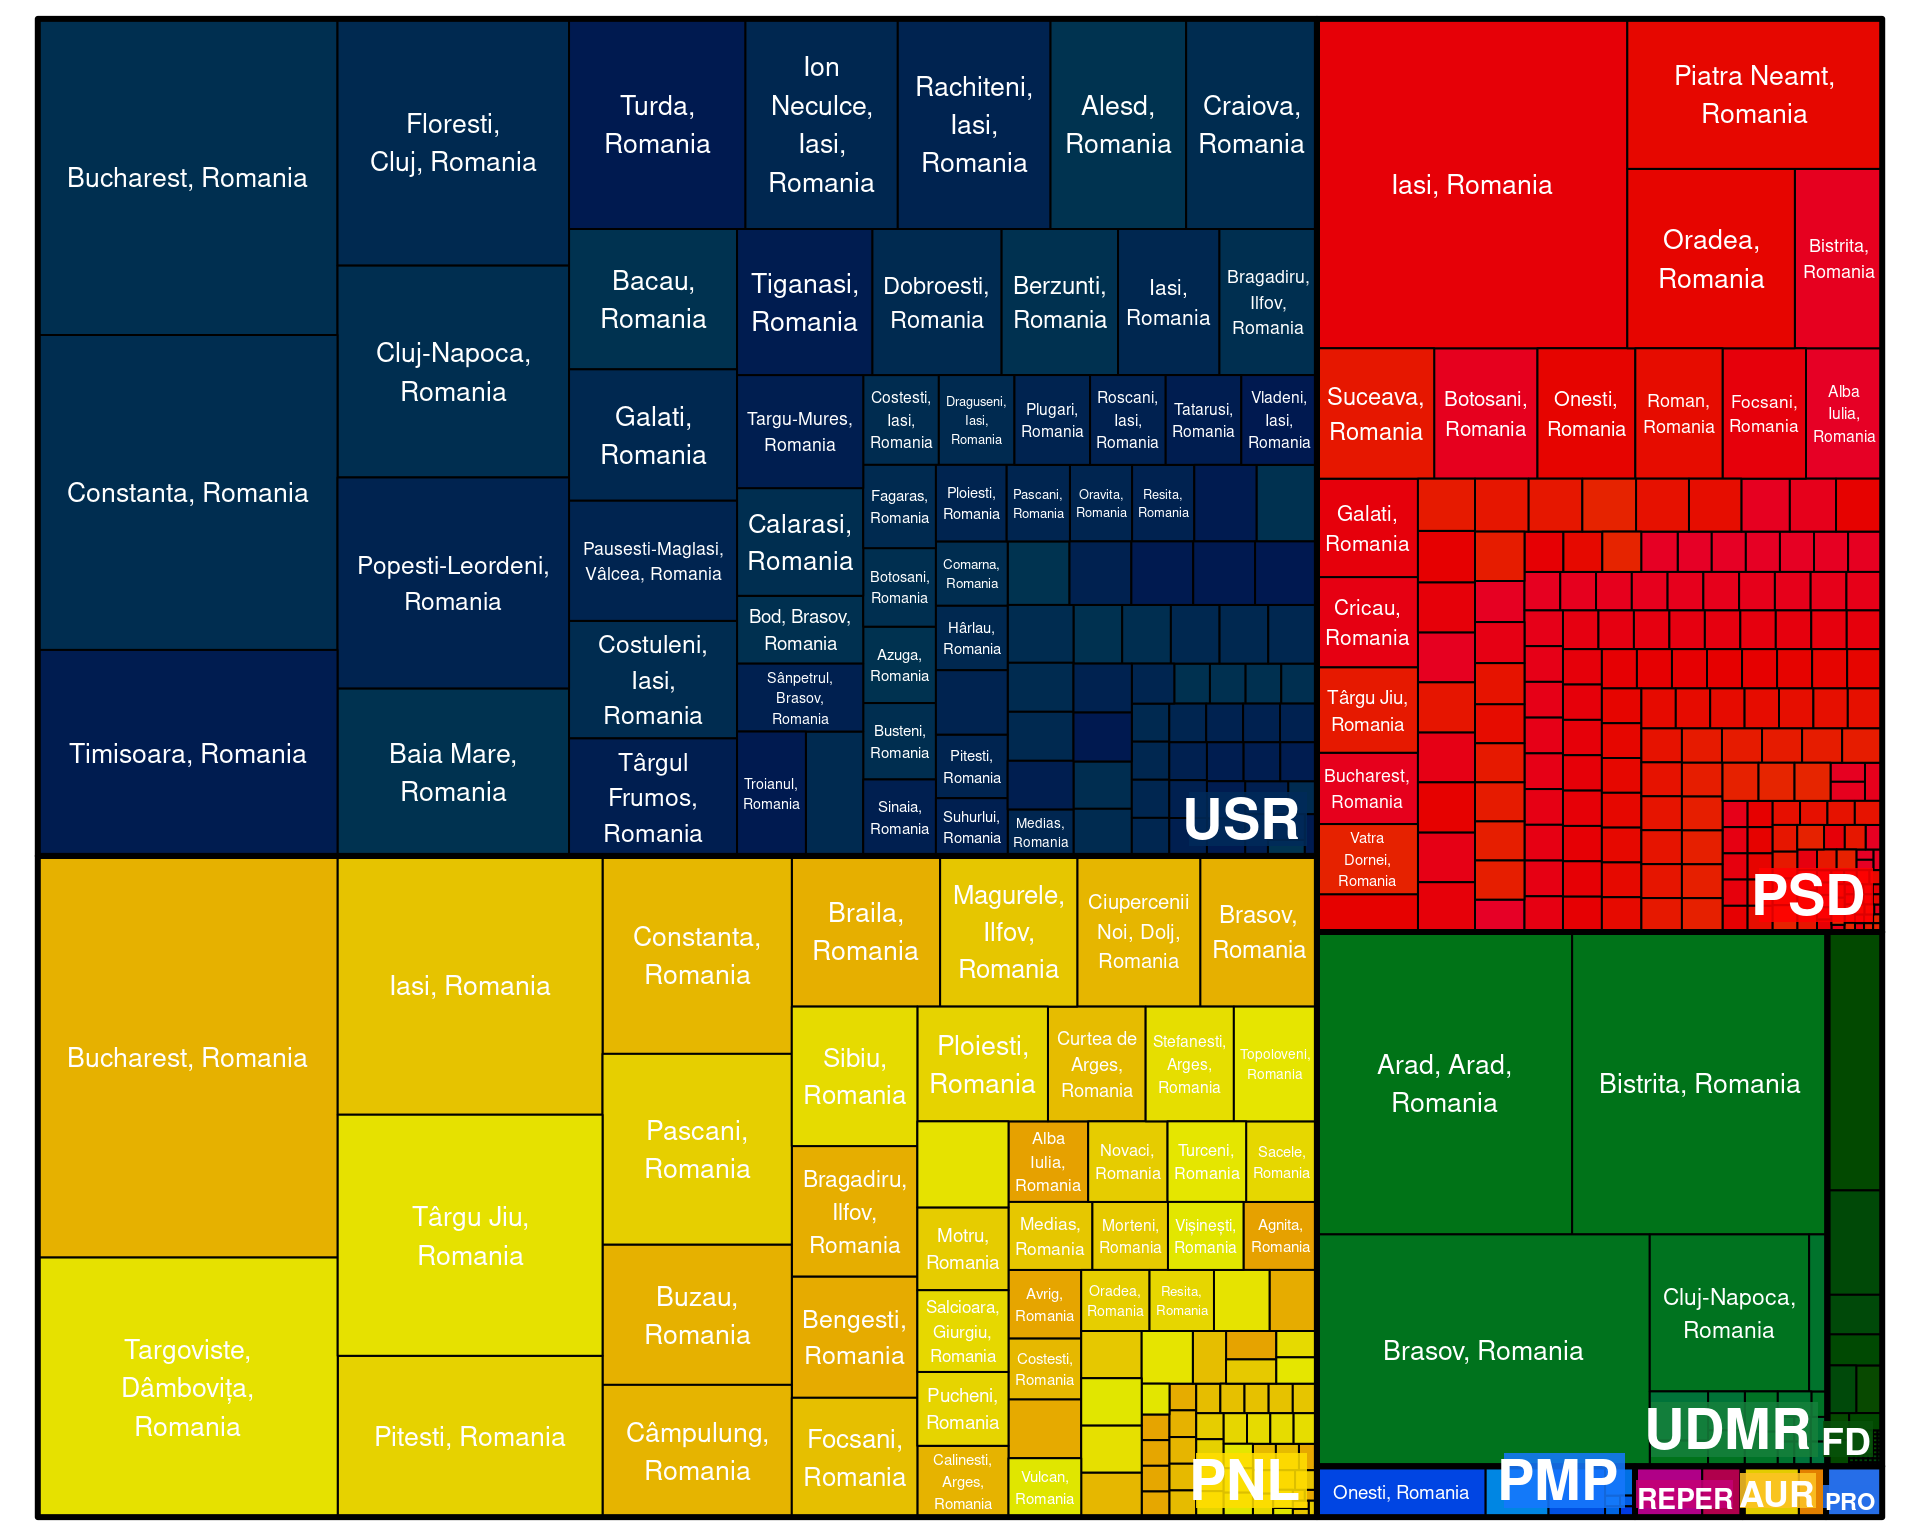 Bucharest, Romania
Constanta, Romania
Timisoara, Romania
Floresti,
Cluj, Romania
Cluj-Napoca,
Romania
Popesti-Leordeni,
Romania
Baia Mare,
Romania
Turda,
Romania
Ion
Neculce,
Iasi,
Romania
Rachiteni,
Iasi,
Romania
Alesd,
Romania
Craiova,
Romania
Bacau,
Romania
Galati,
Romania
Pausesti-Maglasi,
Vâlcea, Romania
Costuleni,
Iasi,
Romania
Târgul
Frumos,
Romania
Tiganasi,
Romania
Dobroesti,
Romania
Berzunti,
Romania
Iasi,
Romania
Bragadiru,
Ilfov,
Romania
Targu-Mures,
Romania
Calarasi,
Romania
Bod, Brasov,
Romania
Sânpetrul,
Brasov,
Romania
Troianul,
Romania
Costesti,
Iasi,
Romania
Draguseni,
Iasi,
Romania
Plugari,
Romania
Roscani,
Iasi,
Romania
Tatarusi,
Romania
Vladeni,
Iasi,
Romania
Fagaras,
Romania
Botosani,
Romania
Azuga,
Romania
Busteni,
Romania
Sinaia,
Romania
Ploiesti,
Romania
Pascani,
Romania
Oravita,
Romania
Resita,
Romania
Comarna,
Romania
Hârlau,
Romania
Pitesti,
Romania
Suhurlui,
Romania
Medias,
Romania
USR
Iasi, Romania
Piatra Neamt,
Romania
Oradea,
Romania
Bistrita,
Romania
Suceava,
Romania
Botosani,
Romania
Onesti,
Romania
Roman,
Romania
Focsani,
Romania
Alba
Iulia,
Romania
Galati,
Romania
Cricau,
Romania
Târgu Jiu,
Romania
Bucharest,
Romania
Vatra
Dornei,
Romania
PSD
Bucharest, Romania
Targoviste,
Dâmbovița,
Romania
Iasi, Romania
Târgu Jiu,
Romania
Pitesti, Romania
Constanta,
Romania
Pascani,
Romania
Buzau,
Romania
Câmpulung,
Romania
Braila,
Romania
Magurele,
Ilfov,
Romania
Ciupercenii
Noi, Dolj,
Romania
Brasov,
Romania
Sibiu,
Romania
Bragadiru,
Ilfov,
Romania
Bengesti,
Romania
Focsani,
Romania
Ploiesti,
Romania
Curtea de
Arges,
Romania
Stefanesti,
Arges,
Romania
Topoloveni,
Romania
Motru,
Romania
Salcioara,
Giurgiu,
Romania
Pucheni,
Romania
Calinesti,
Arges,
Romania
Alba
Iulia,
Romania
Novaci,
Romania
Turceni,
Romania
Sacele,
Romania
Medias,
Romania
Morteni,
Romania
Vișinești,
Romania
Agnita,
Romania
Avrig,
Romania
Oradea,
Romania
Resita,
Romania
Costesti,
Romania
Vulcan,
Romania
PNL
Arad, Arad,
Romania
Bistrita, Romania
Brasov, Romania
Cluj-Napoca,
Romania
UDMR
FD
Onesti, Romania
PMP
REPER
AUR
PRO